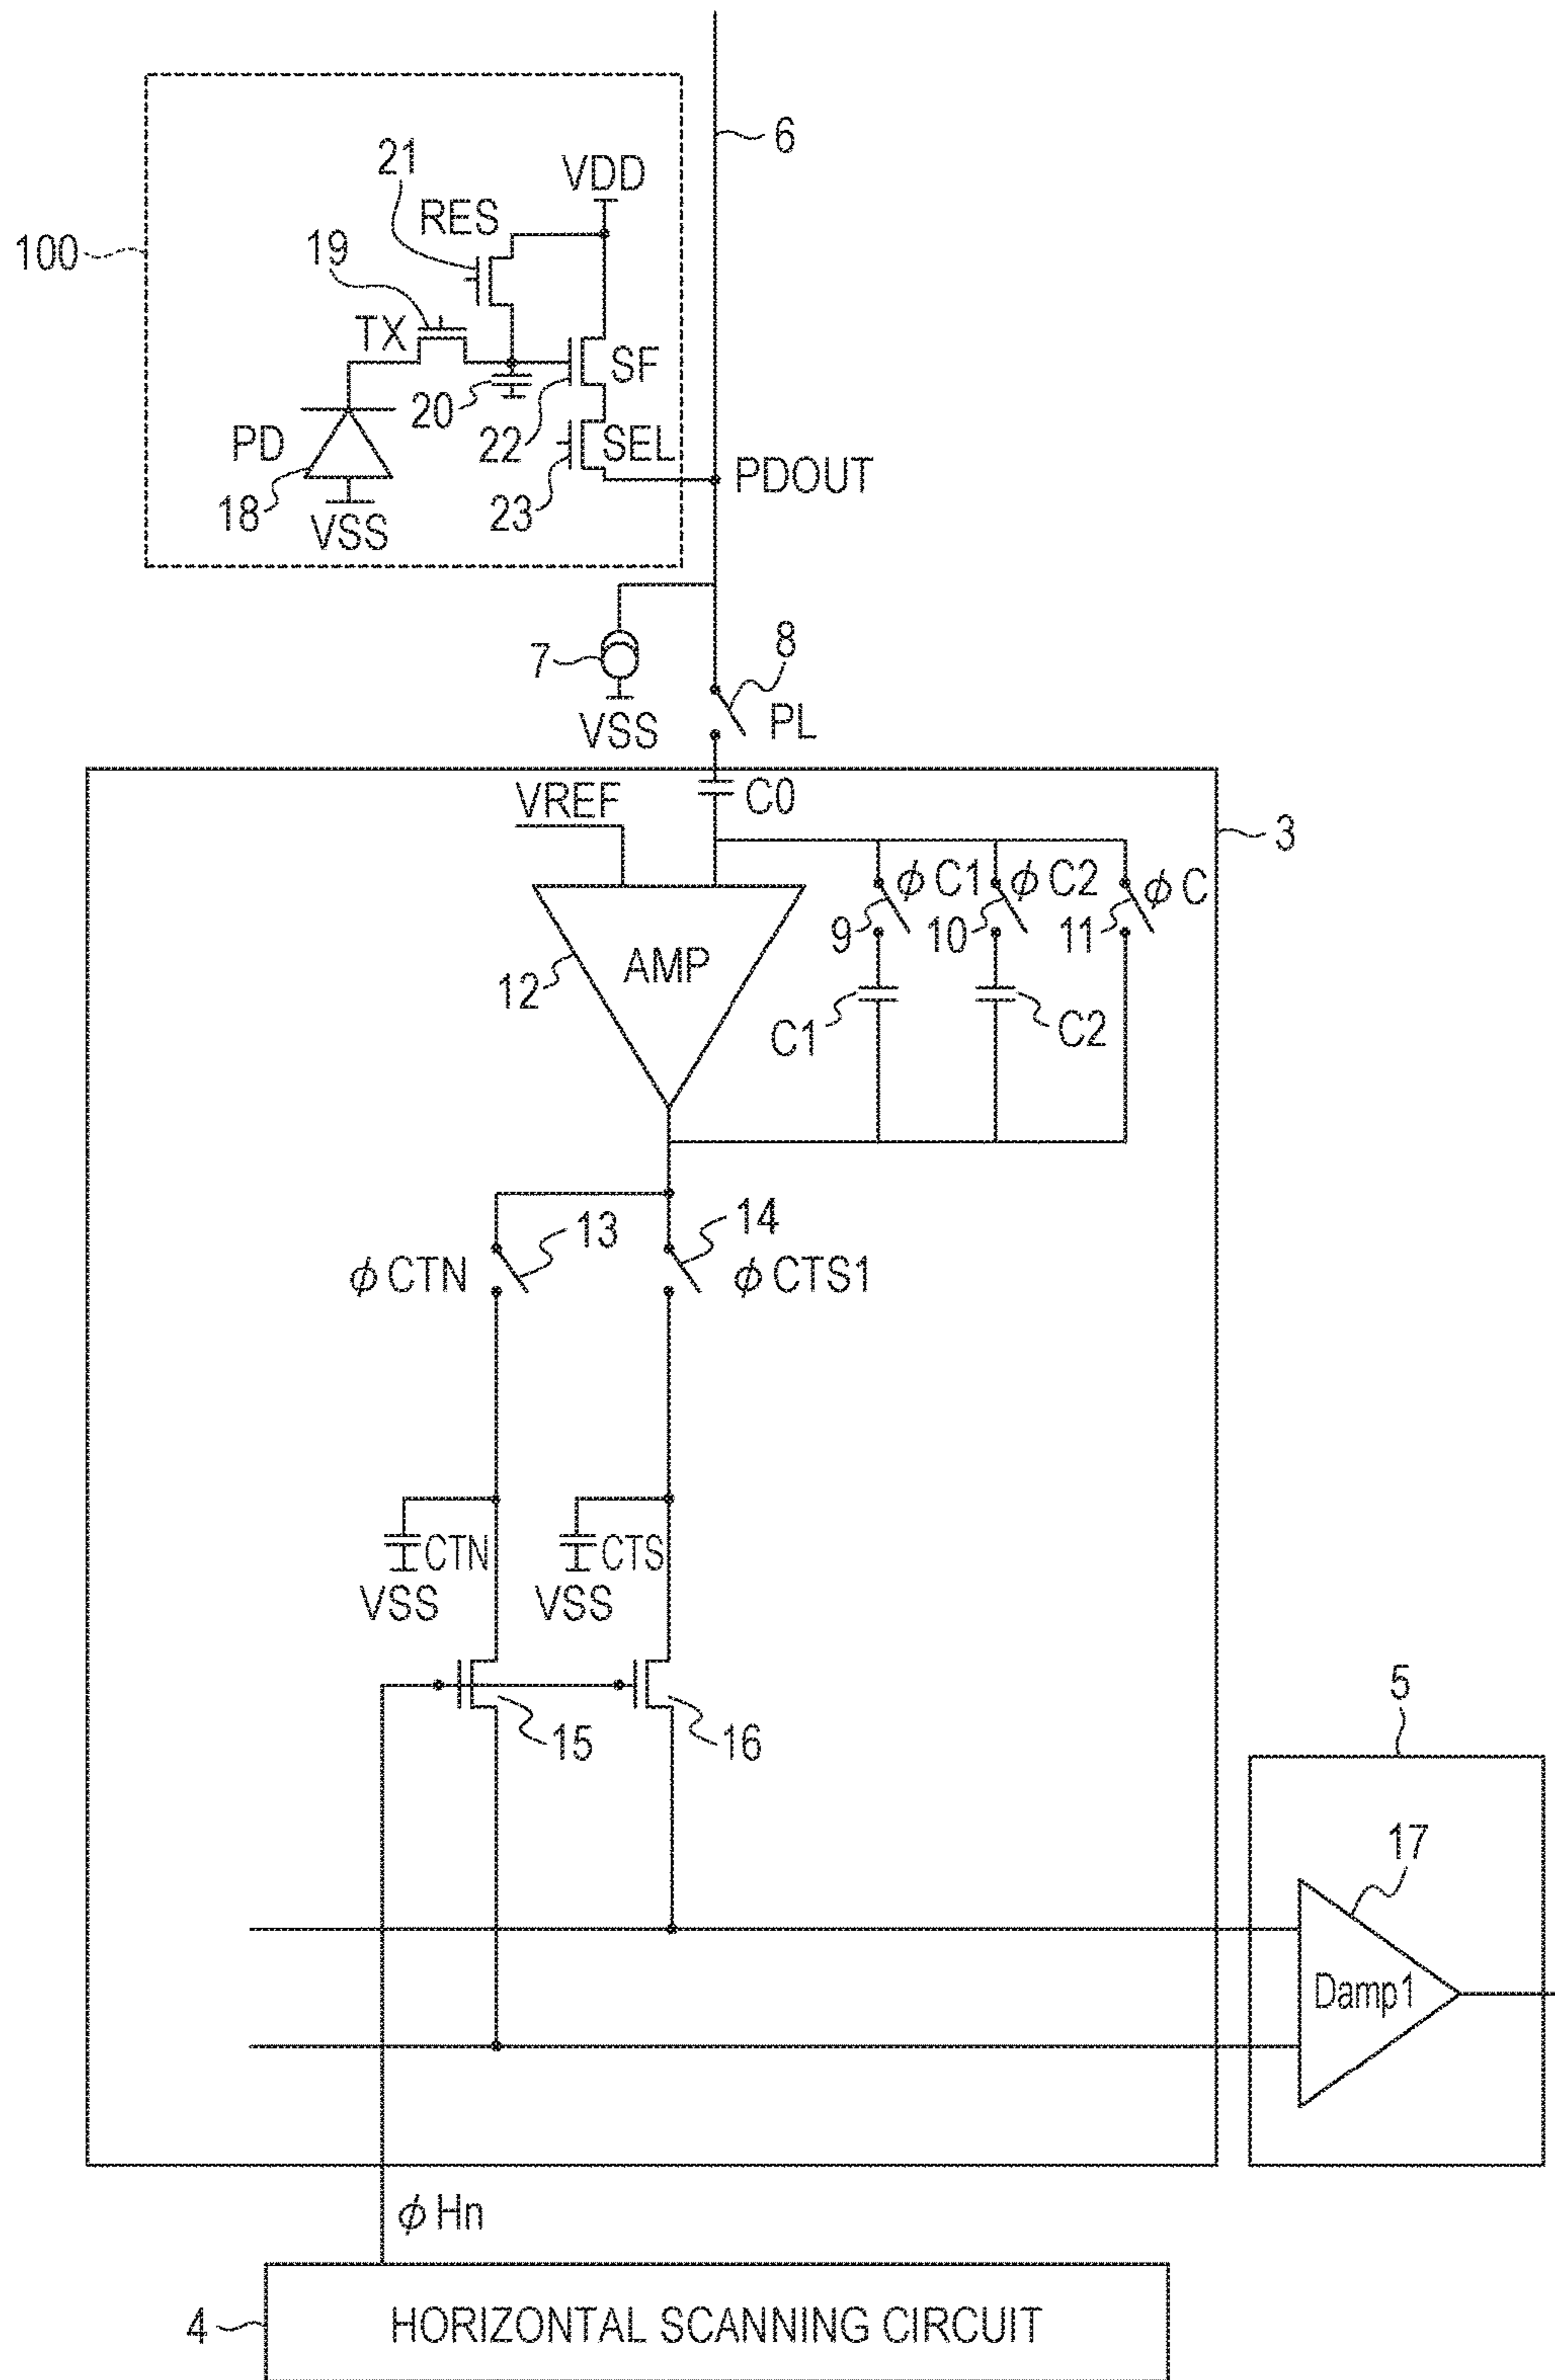 6
21
VDD
RES
100
19
TX
SF
20
PD
22
SEL
PDOUT
18
23
VSS
8
7
PL
VSS
C0
VREF
3
ϕC1
ϕC2
ϕC
9
10
11
AMP
12
C1
C2
13
14
ϕCTN
ϕCTS1
CTN
CTS
VSS
VSS
5
15
16
17
Damp1
ϕHn
4
HORIZONTAL SCANNING CIRCUIT